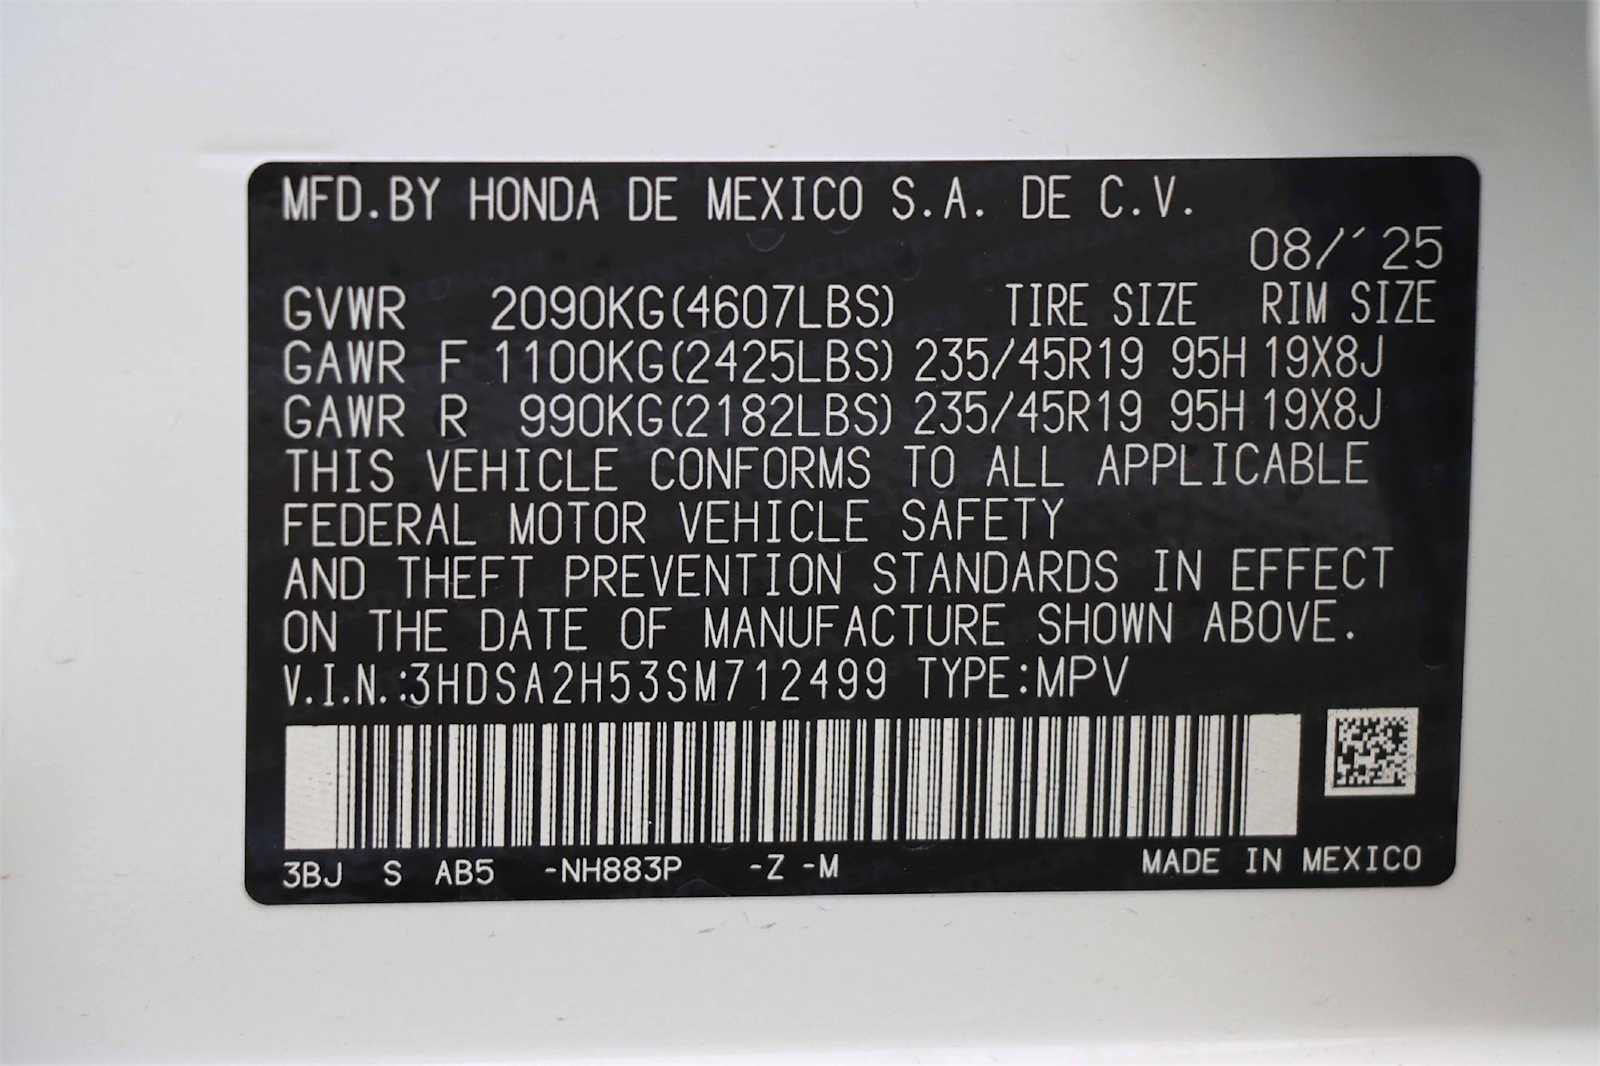 MFD.BY HONDA DE MEXICO S.A. DE C.V.
08/´25
GVWR 2090KG(4607LBS) TIRE SIZE RIM SIZE
GAWR F 1100KG(2425LBS) 235/45R19 95H 19X8J
GAWR R 990KG(2182LBS) 235/45R19 95H 19X8J
THIS VEHICLE CONFORMS TO ALL APPLICABLE
FEDERAL MOTOR VEHICLE SAFETY
AND THEFT PREVENTION STANDARDS IN EFFECT
ON THE DATE OF MANUFACTURE SHOWN ABOVE.
V.I.N.:3HDSA2H53SM712499 TYPE:MPV
3BJ S AB5 -NH883P -Z -M MADE IN MEXICO